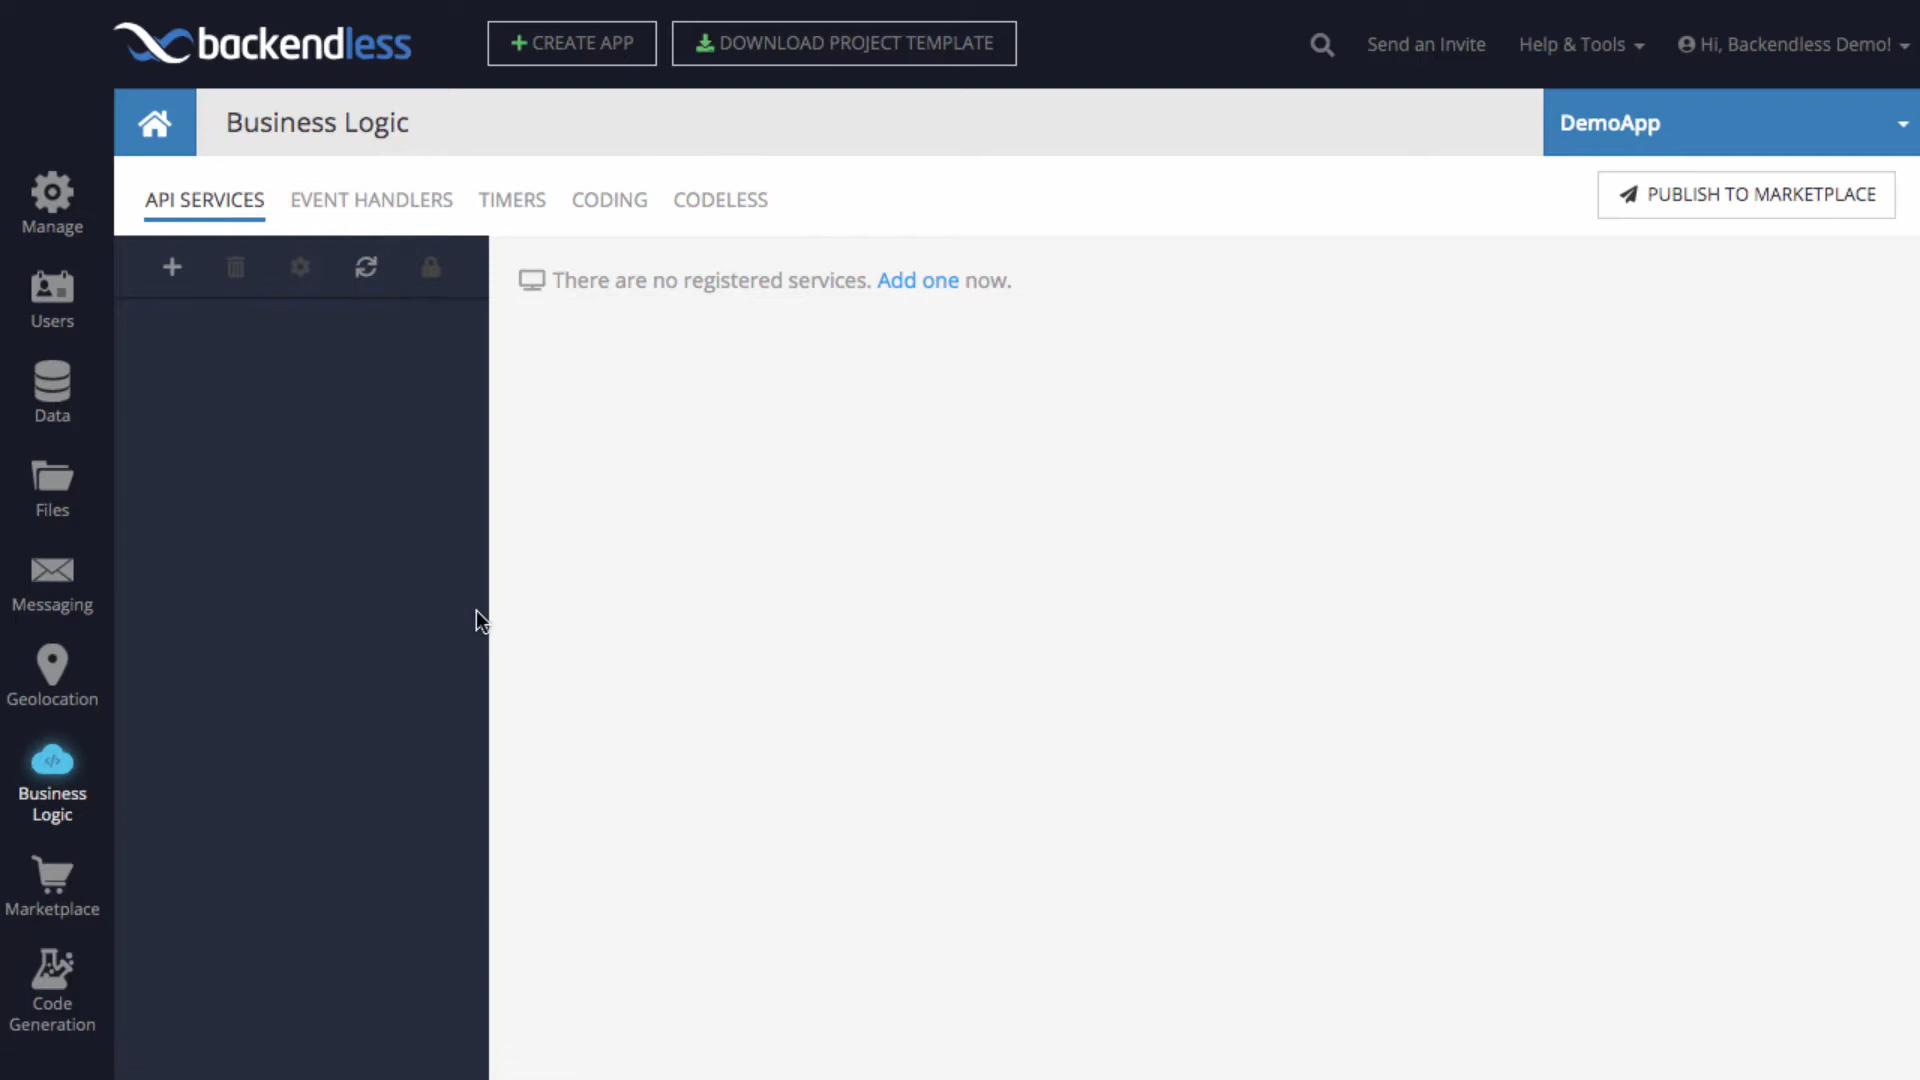 backendless
CREATE APP
DOWNLOAD PROJECT TEMPLATE
Send an Invite
Help & Tools
Hi, Backendless Demo!
Business Logic
DemoApp
API SERVICES
EVENT HANDLERS
TIMERS
CODING
CODELESS
PUBLISH TO MARKETPLACE
There are no registered services. Add one now.
Manage
Users
Data
Files
Messaging
Geolocation
Business
Logic
Marketplace
Code
Generation